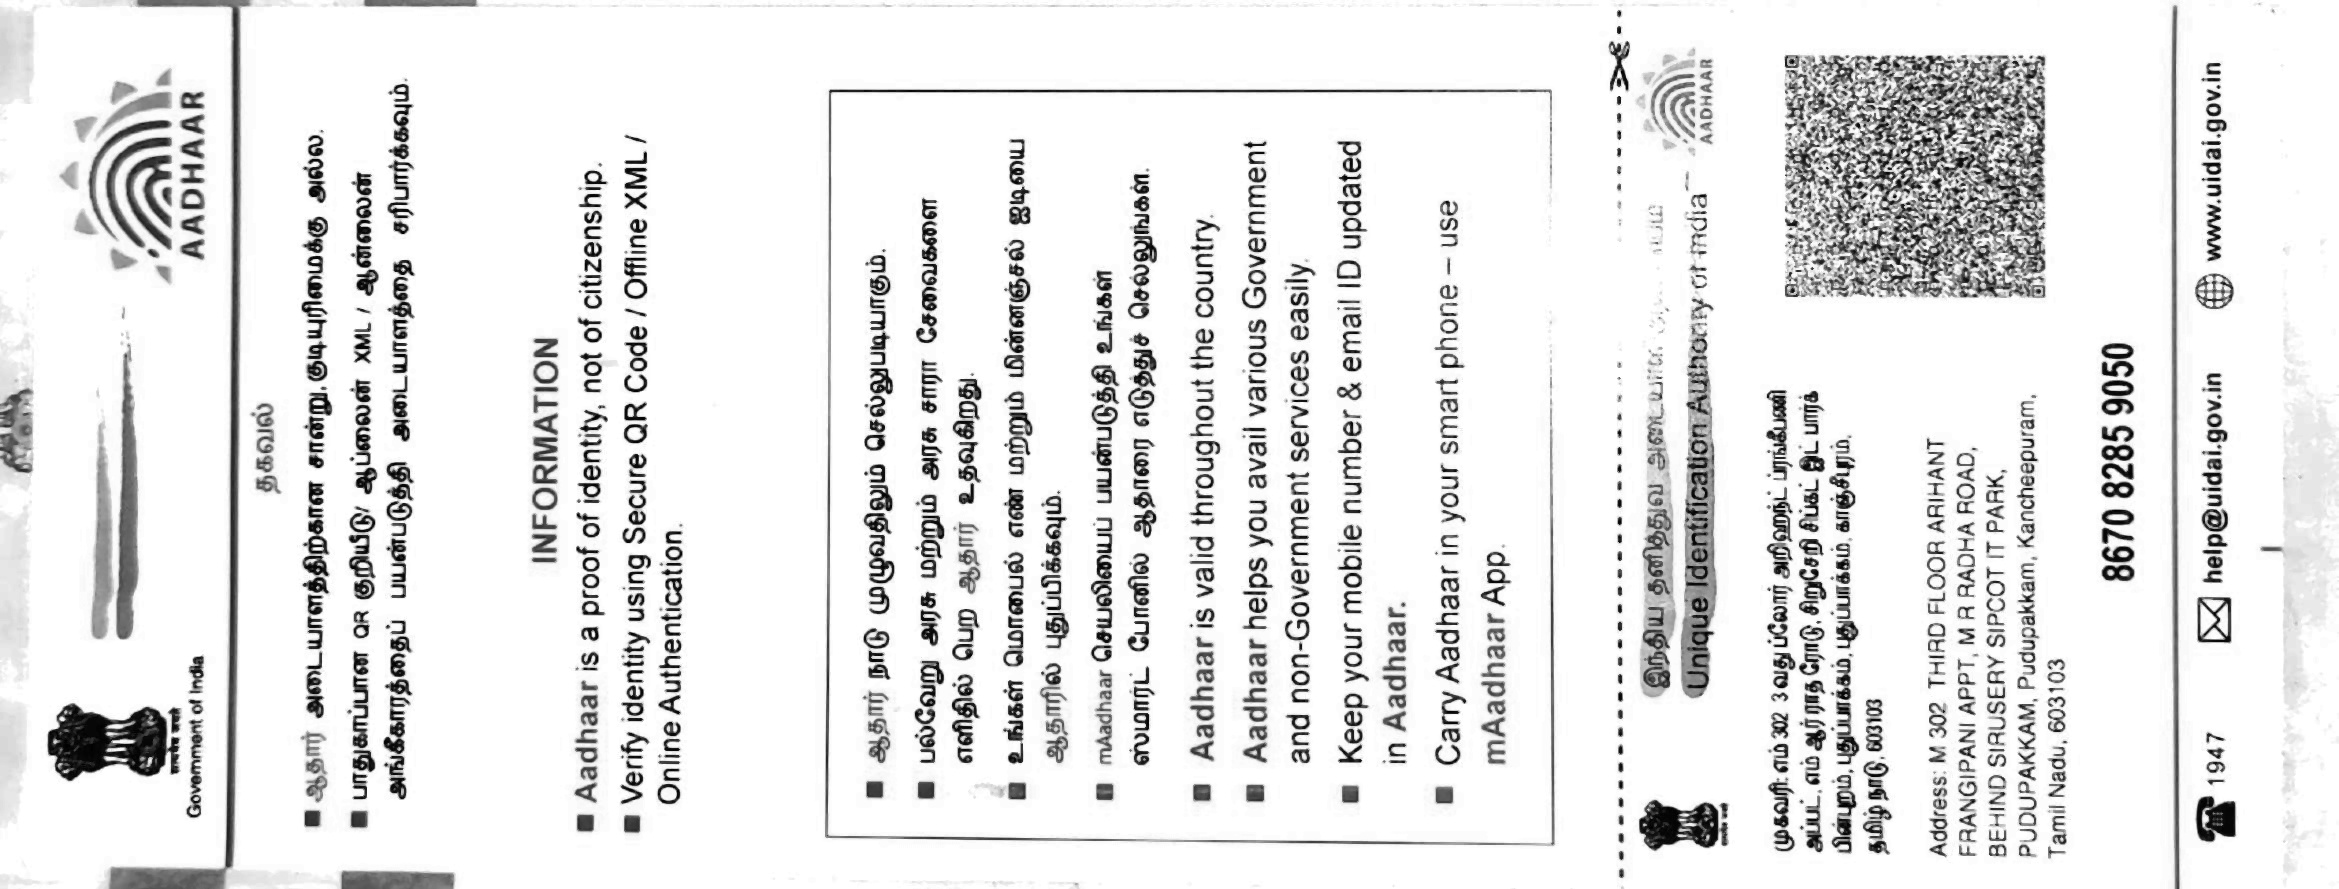 सत्यमेव जयते
Government of India
AADHAAR
தகவல்
■ ஆதார் அடையாளத்திற்கான சான்று, குடியுரிமைக்கு அல்ல.
■ பாதுகாப்பான QR குறியீடு/ ஆப்லைன் XML / ஆன்லைன்
அங்கீகாரத்தைப் பயன்படுத்தி அடையாளத்தை சரிபார்க்கவும்.
INFORMATION
■ Aadhaar is a proof of identity, not of citizenship.
■ Verify identity using Secure QR Code / Offline XML /
Online Authentication.
■ ஆதார் நாடு முழுவதிலும் செல்லுபடியாகும்.
■ பல்வேறு அரசு மற்றும் அரசு சாரா சேவைகளை
எளிதில் பெற ஆதார் உதவுகிறது.
■ உங்கள் மொபைல் எண் மற்றும் மின்னஞ்சல் ஐடியை
ஆதாரில் புதுப்பிக்கவும்.
■ mAadhaar செயலியைப் பயன்படுத்தி உங்கள்
ஸ்மார்ட் போனில் ஆதாரை எடுத்துச் செல்லுங்கள்.
■ Aadhaar is valid throughout the country.
■ Aadhaar helps you avail various Government
and non-Government services easily.
■ Keep your mobile number & email ID updated
in Aadhaar.
■ Carry Aadhaar in your smart phone – use
mAadhaar App.
இந்திய தனித்துவ அடையாள
Unique Identification Authority of India
AADHAAR
முகவரி: எம் 302 3 வது ப்லோர் அரிஹந்ட் ப்ராங்கிபணி
அப்பட், எம் ஆர் ராத ரோடு, சிறுசேரி சிப்கட் இட் பார்க்
பின்புறம், புதுப்பாக்கம், புதுப்பாக்கம், காஞ்சீபுரம்,
தமிழ் நாடு, 603103
Address: M 302, THIRD FLOOR ARIHANT
FRANGIPANI APPT, M R RADHA ROAD,
BEHIND SIRUSERY SIPCOT IT PARK,
PUDUPAKKAM, Pudupakkam, Kancheepuram,
Tamil Nadu, 603103
8670 8285 9050
1947
help@uidai.gov.in
www.uidai.gov.in